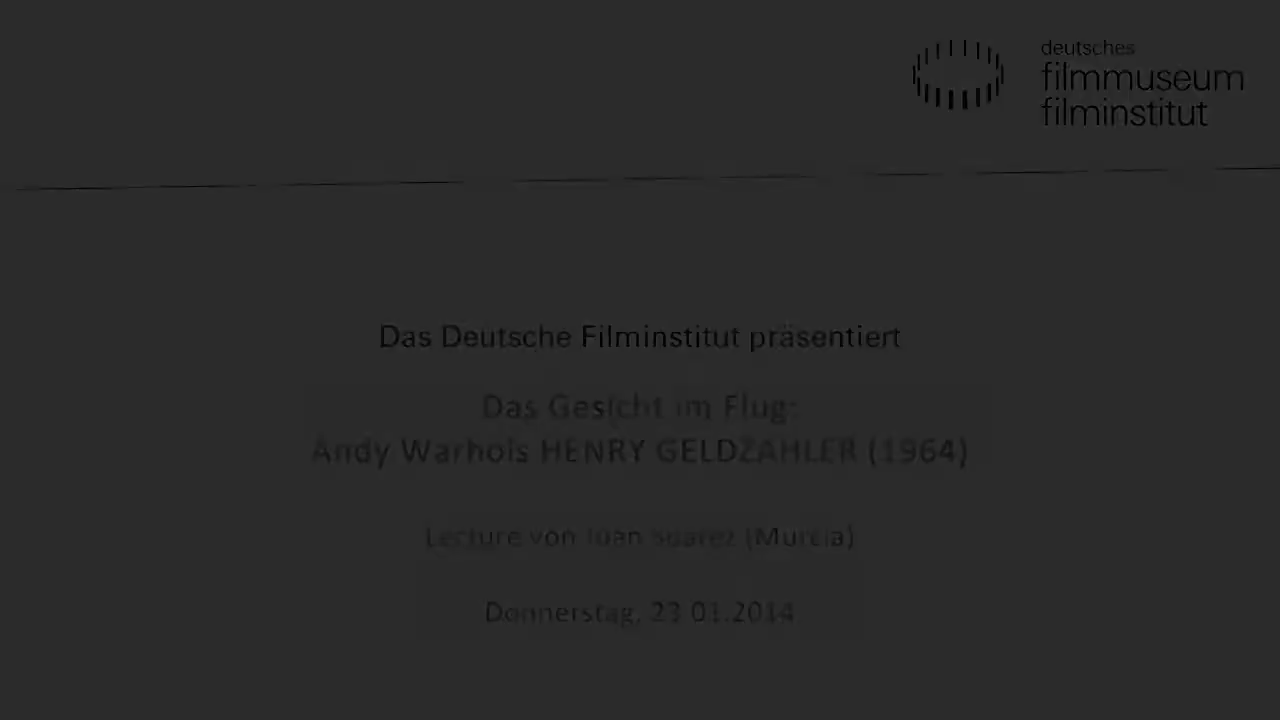 deutsches
filmmuseum
filminstitut
Das Deutsche Filminstitut präsentiert
Das Gesicht im Flug:
Andy Warhols HENRY GELDZAHLER (1964)
Lecture von Juan Suárez (Murcia)
Donnerstag, 23.01.2014